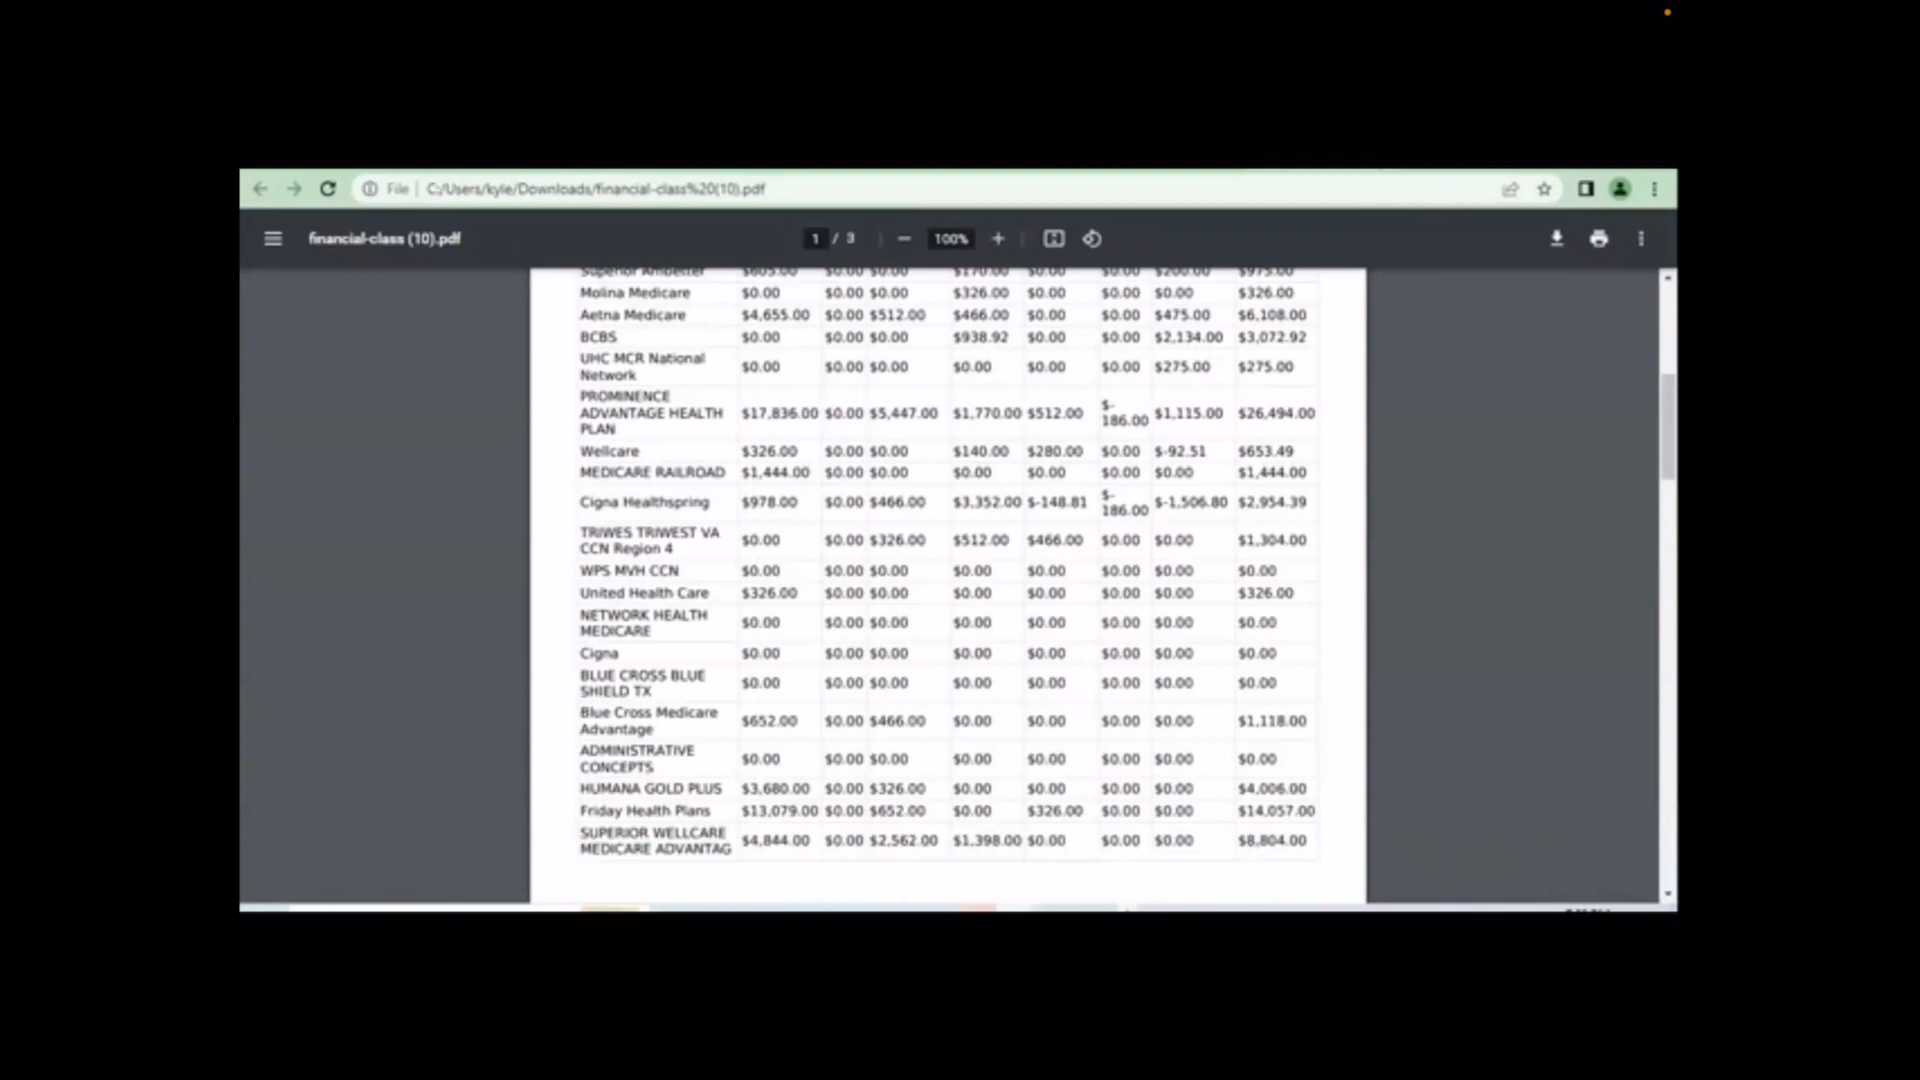 File | C:/Users/kyle/Downloads/financial-class%20(10).pdf
financial-class (10).pdf 1 / 3 100%
Superior Ambetter $605.00 $0.00 $0.00 $170.00 $0.00 $0.00 $200.00 $975.00
Molina Medicare $0.00 $0.00 $0.00 $326.00 $0.00 $0.00 $0.00 $326.00
Aetna Medicare $4,655.00 $0.00 $512.00 $466.00 $0.00 $0.00 $475.00 $6,108.00
BCBS $0.00 $0.00 $0.00 $938.92 $0.00 $0.00 $2,134.00 $3,072.92
UHC MCR National
Network $0.00 $0.00 $0.00 $0.00 $0.00 $0.00 $275.00 $275.00
PROMINENCE
ADVANTAGE HEALTH
PLAN $17,836.00 $0.00 $5,447.00 $1,770.00 $512.00 $-
186.00 $1,115.00 $26,494.00
Wellcare $326.00 $0.00 $0.00 $140.00 $280.00 $0.00 $-92.51 $653.49
MEDICARE RAILROAD $1,444.00 $0.00 $0.00 $0.00 $0.00 $0.00 $0.00 $1,444.00
Cigna Healthspring $978.00 $0.00 $466.00 $3,352.00 $-148.81 $-
186.00 $-1,506.80 $2,954.39
TRIWES TRIWEST VA
CCN Region 4 $0.00 $0.00 $326.00 $512.00 $466.00 $0.00 $0.00 $1,304.00
WPS MVH CCN $0.00 $0.00 $0.00 $0.00 $0.00 $0.00 $0.00 $0.00
United Health Care $326.00 $0.00 $0.00 $0.00 $0.00 $0.00 $0.00 $326.00
NETWORK HEALTH
MEDICARE $0.00 $0.00 $0.00 $0.00 $0.00 $0.00 $0.00 $0.00
Cigna $0.00 $0.00 $0.00 $0.00 $0.00 $0.00 $0.00 $0.00
BLUE CROSS BLUE
SHIELD TX $0.00 $0.00 $0.00 $0.00 $0.00 $0.00 $0.00 $0.00
Blue Cross Medicare
Advantage $652.00 $0.00 $466.00 $0.00 $0.00 $0.00 $0.00 $1,118.00
ADMINISTRATIVE
CONCEPTS $0.00 $0.00 $0.00 $0.00 $0.00 $0.00 $0.00 $0.00
HUMANA GOLD PLUS $3,680.00 $0.00 $326.00 $0.00 $0.00 $0.00 $0.00 $4,006.00
Friday Health Plans $13,079.00 $0.00 $652.00 $0.00 $326.00 $0.00 $0.00 $14,057.00
SUPERIOR WELLCARE
MEDICARE ADVANTAG $4,844.00 $0.00 $2,562.00 $1,398.00 $0.00 $0.00 $0.00 $8,804.00